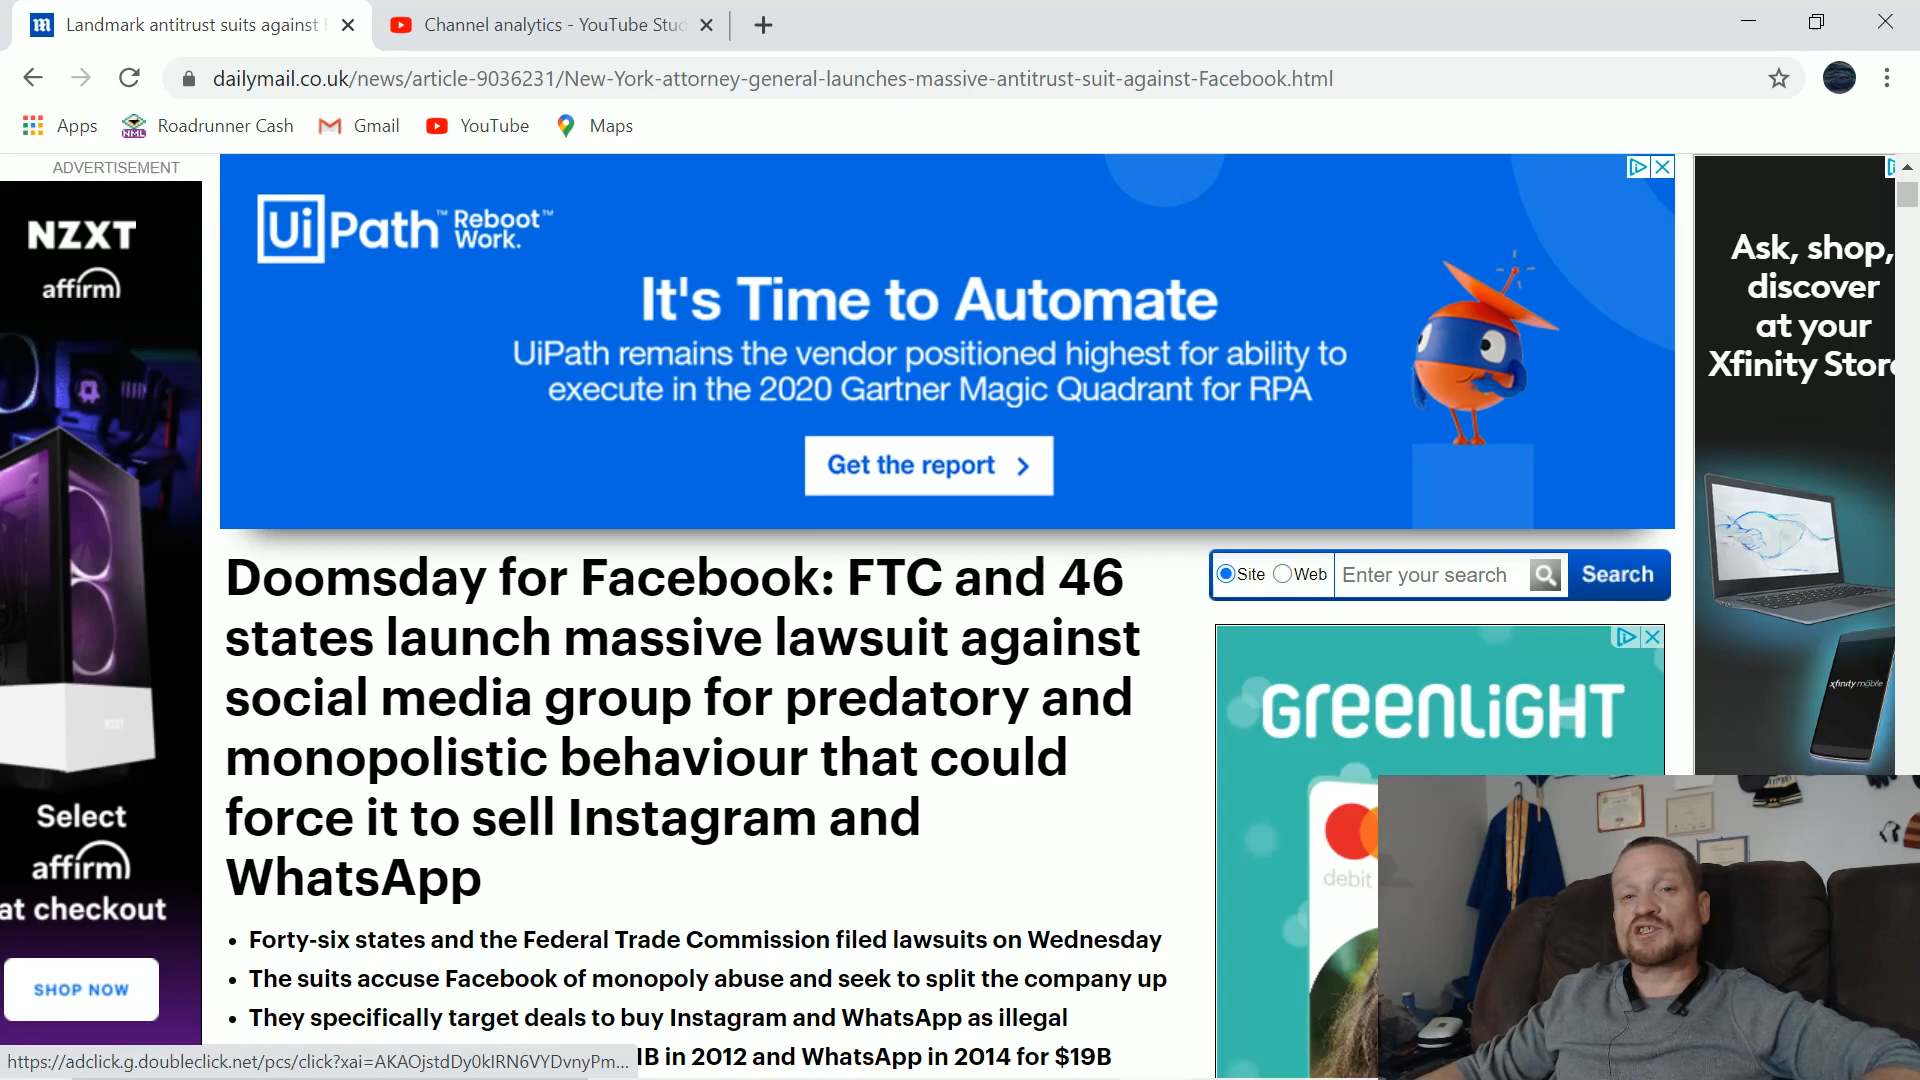 Landmark antitrust suits against
Channel analytics - YouTube Stud
dailymail.co.uk/news/article-9036231/New-York-attorney-general-launches-massive-antitrust-suit-against-Facebook.html
Apps
NML
Roadrunner Cash
Gmail
YouTube
Maps
ADVERTISEMENT
NZXT
affirm
Select
affirm
at checkout
SHOP NOW
UiPath™ Reboot Work.™
It's Time to Automate
UiPath remains the vendor positioned highest for ability to
execute in the 2020 Gartner Magic Quadrant for RPA
Get the report
Ask, shop,
discover
at your
Xfinity Store
xfinity mobile
Doomsday for Facebook: FTC and 46
states launch massive lawsuit against
social media group for predatory and
monopolistic behaviour that could
force it to sell Instagram and
WhatsApp
Site Web Enter your search Search
GREENLIGHT
debit
• Forty-six states and the Federal Trade Commission filed lawsuits on Wednesday
• The suits accuse Facebook of monopoly abuse and seek to split the company up
• They specifically target deals to buy Instagram and WhatsApp as illegal
1B in 2012 and WhatsApp in 2014 for $19B
https://adclick.g.doubleclick.net/pcs/click?xai=AKAOjstdDy0kIRN6VYDvnyPm...